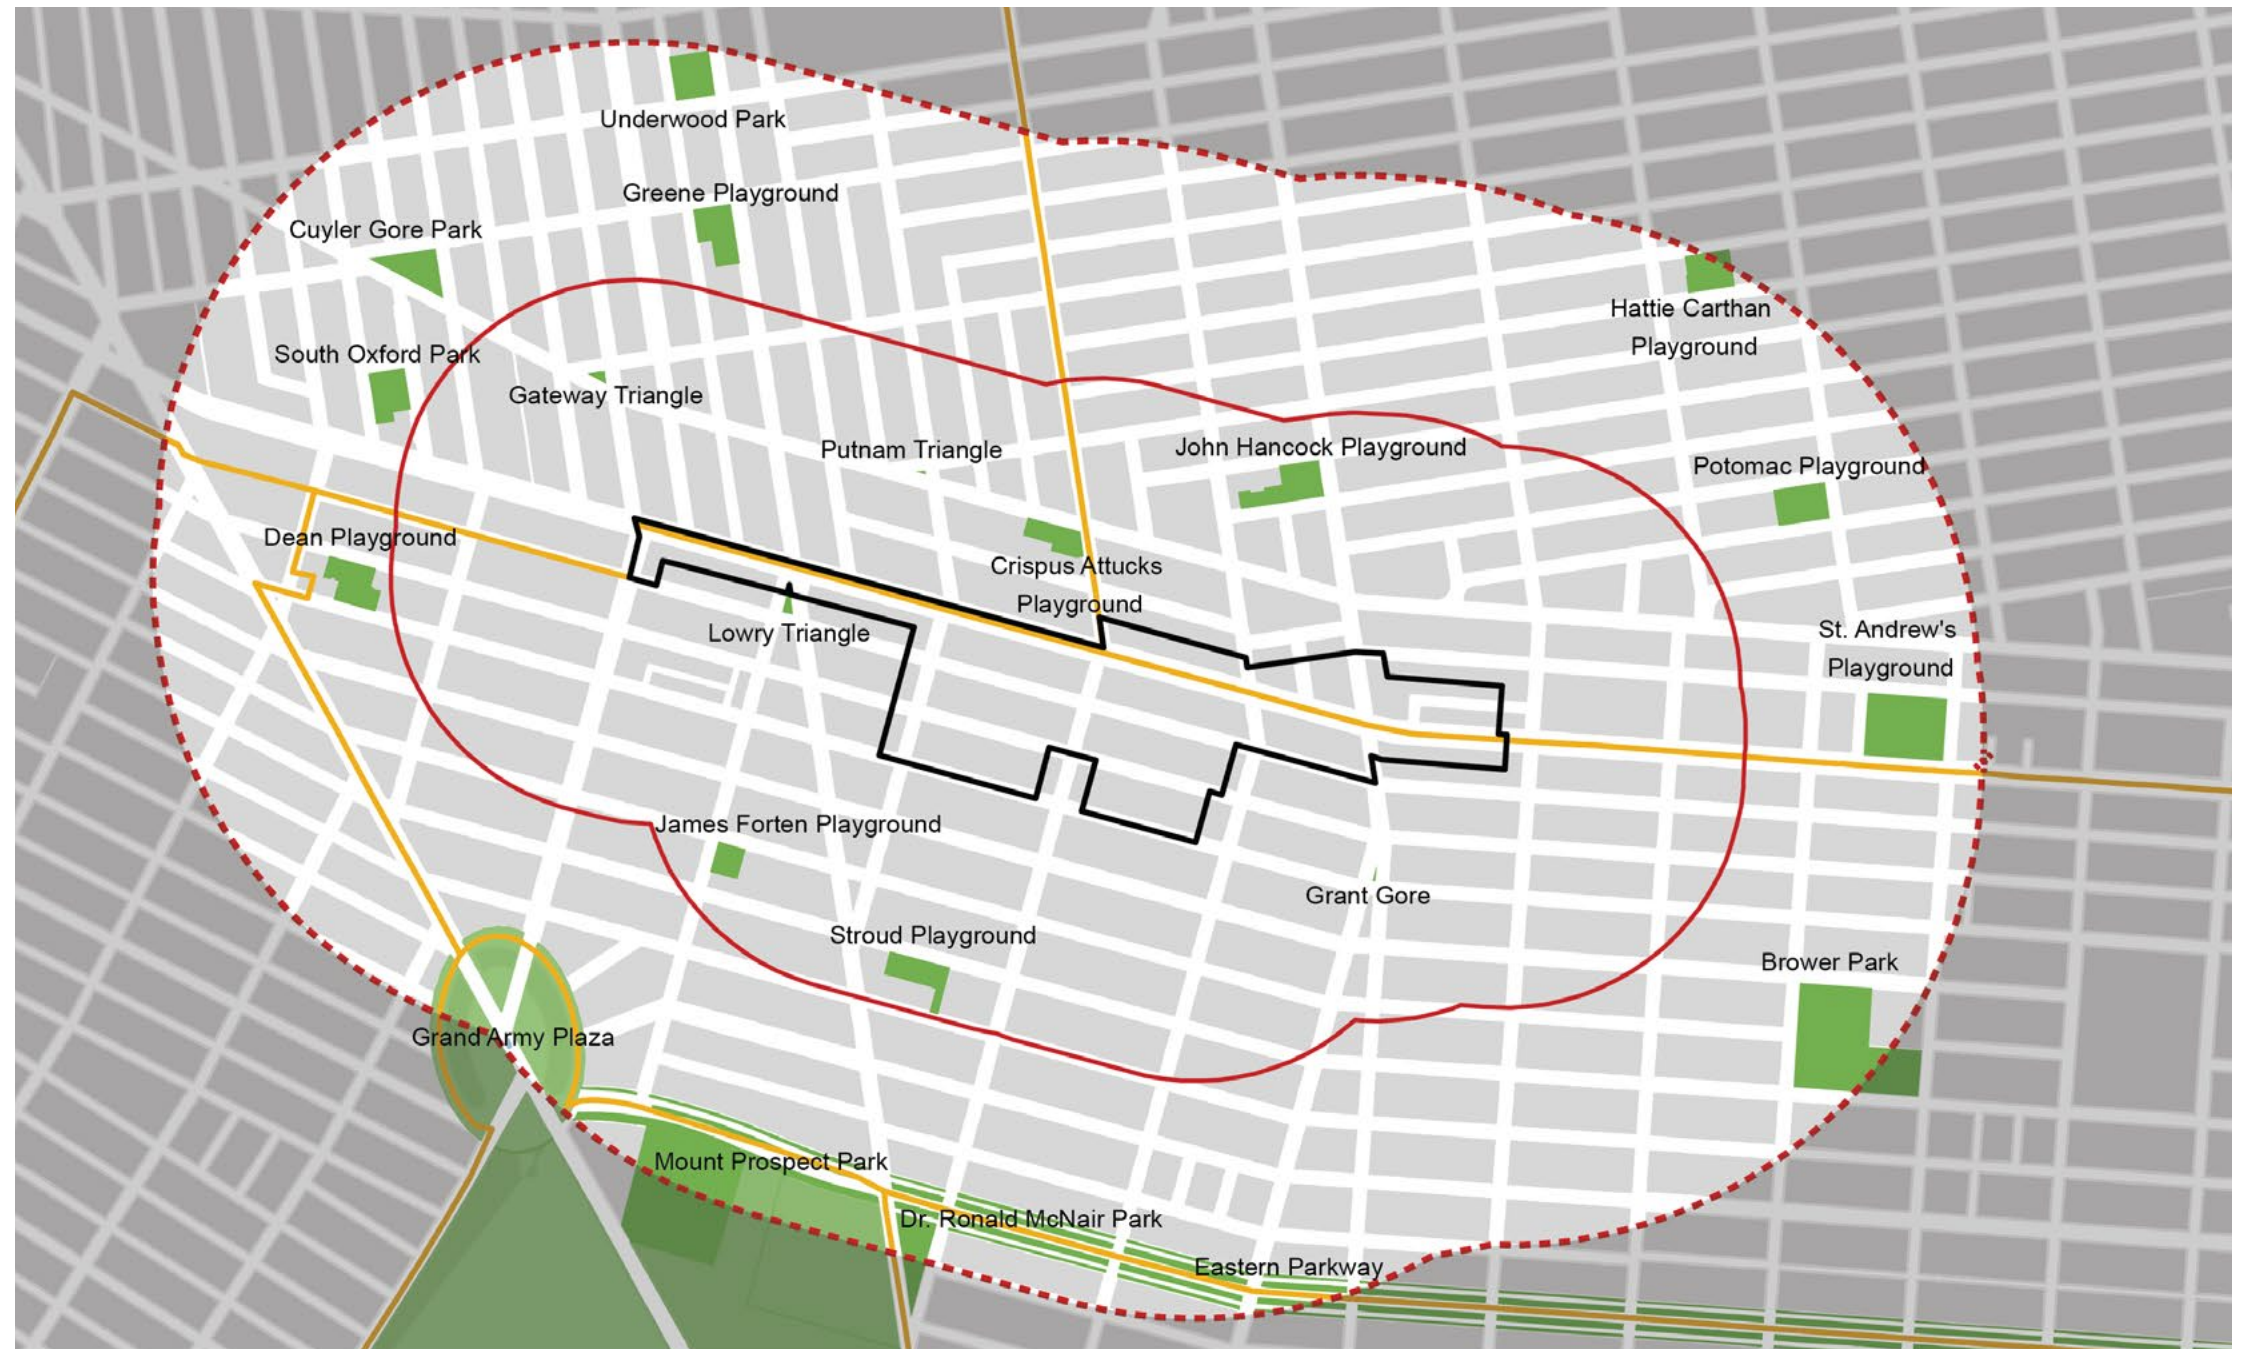 Underwood Park
Greene Playground
Cuyler Gore Park
Hattie Carthan
Playground
South Oxford Park
Gateway Triangle
Putnam Triangle
John Hancock Playground
Potomac Playground
Dean Playground
Crispus Attucks
Playground
Lowry Triangle
St. Andrew's
Playground
James Forten Playground
Grant Gore
Stroud Playground
Brower Park
Grand Army Plaza
Mount Prospect Park
Dr. Ronald McNair Park
Eastern Parkway